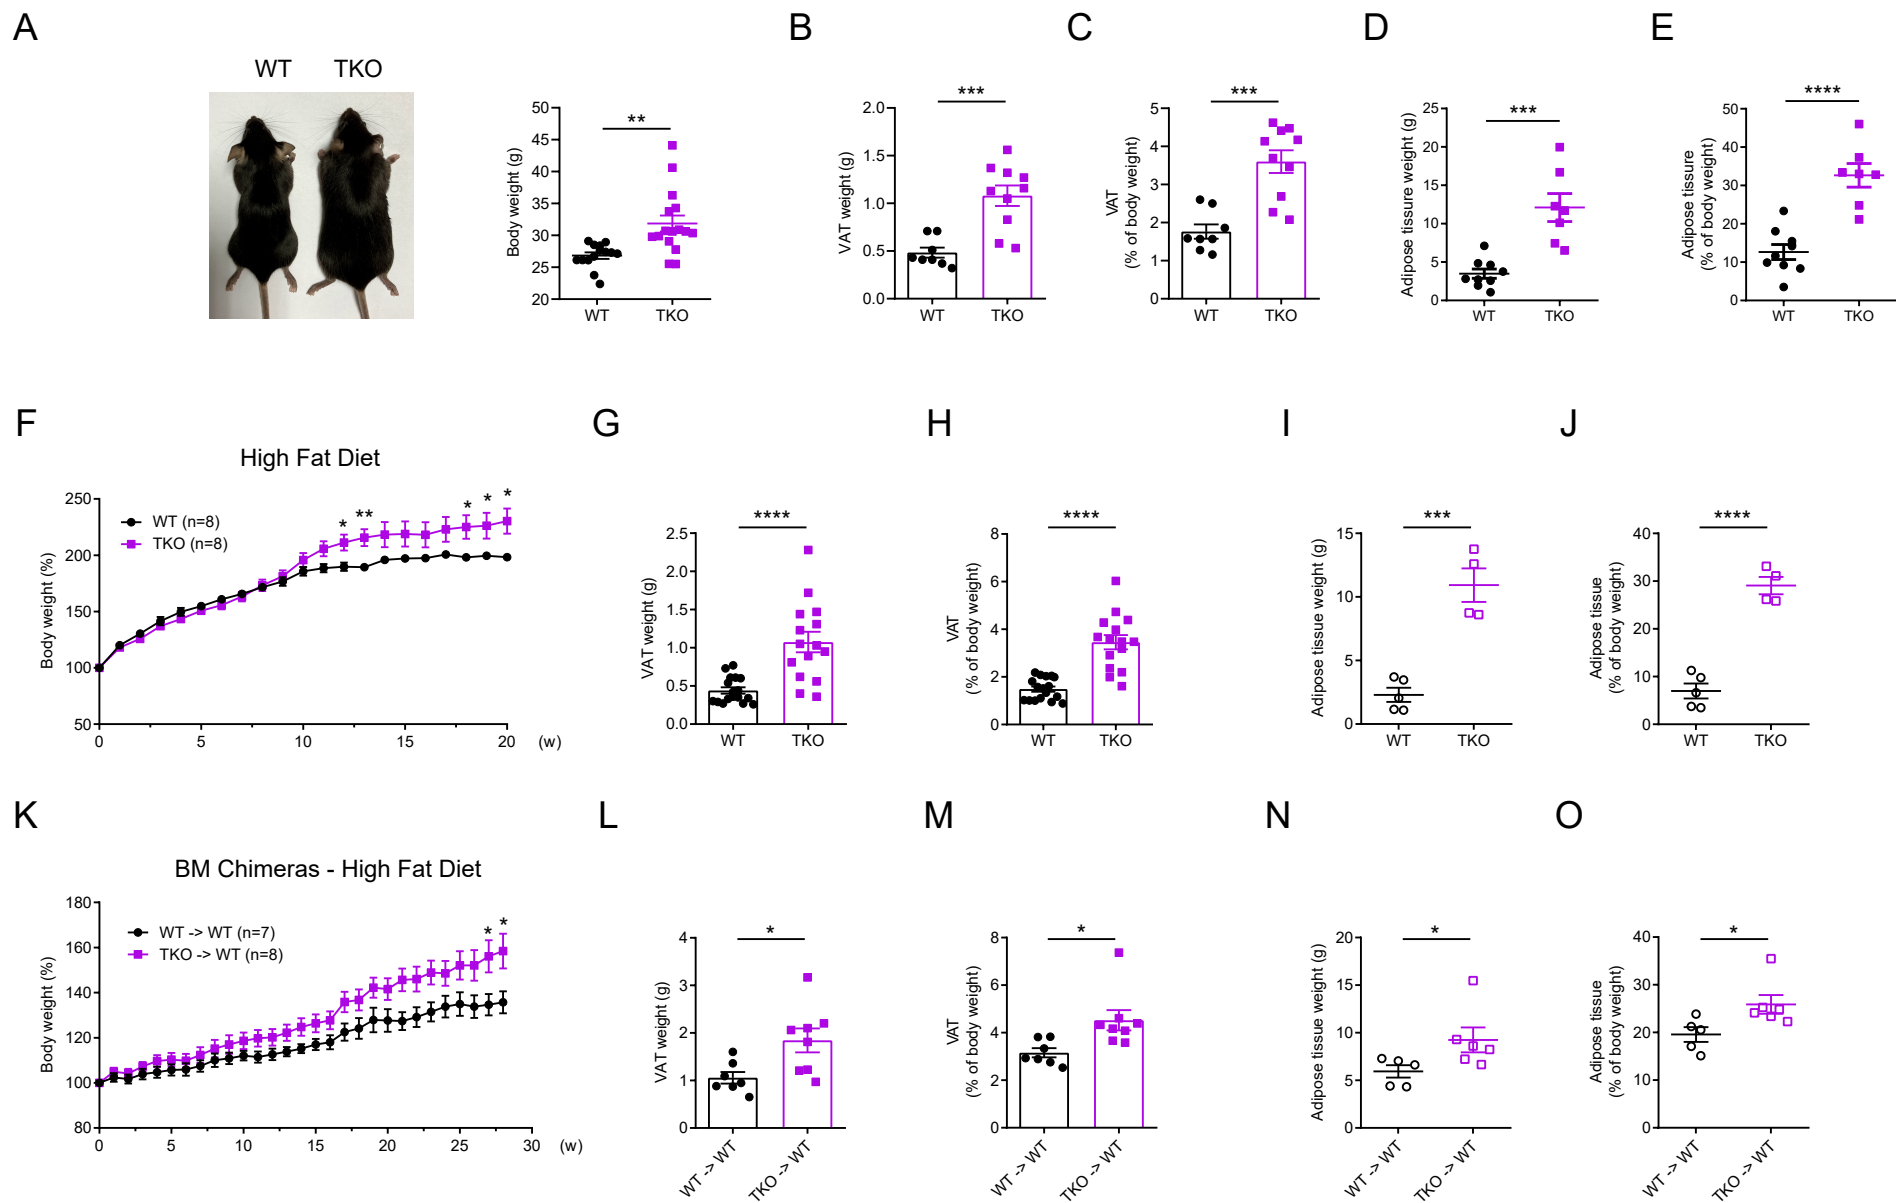 A
WT TKO
Body weight (g)
50
45
40
35
30
25
20
**
WT TKO
B
VAT weight (g)
2.0
1.5
1.0
0.5
0.0
***
WT TKO
C
VAT
(% of body weight)
5
4
3
2
1
0
***
WT TKO
D
Adipose tissure weight (g)
25
20
15
10
5
0
***
WT TKO
E
Adipose tissure
(% of body weight)
50
40
30
20
10
0
****
WT TKO
F
High Fat Diet
Body weight (%)
250
200
150
100
50
WT (n=8)
TKO (n=8)
* ** * * *
0 5 10 15 20 (w)
G
VAT weight (g)
2.5
2.0
1.5
1.0
0.5
0.0
****
WT TKO
H
VAT
(% of body weight)
8
6
4
2
0
****
WT TKO
I
Adipose tissue weight (g)
15
10
5
0
***
WT TKO
J
Adipose tissue
(% of body weight)
40
30
20
10
0
****
WT TKO
K
BM Chimeras - High Fat Diet
Body weight (%)
180
160
140
120
100
80
WT -> WT (n=7)
TKO -> WT (n=8)
* *
0 5 10 15 20 25 30 (w)
L
VAT weight (g)
4
3
2
1
0
*
WT -> WT
TKO -> WT
M
VAT
(% of body weight)
8
6
4
2
0
*
WT -> WT
TKO -> WT
N
Adipose tissue weight (g)
20
15
10
5
0
*
WT -> WT
TKO -> WT
O
Adipose tissue
(% of body weight)
40
30
20
10
0
*
WT -> WT
TKO -> WT